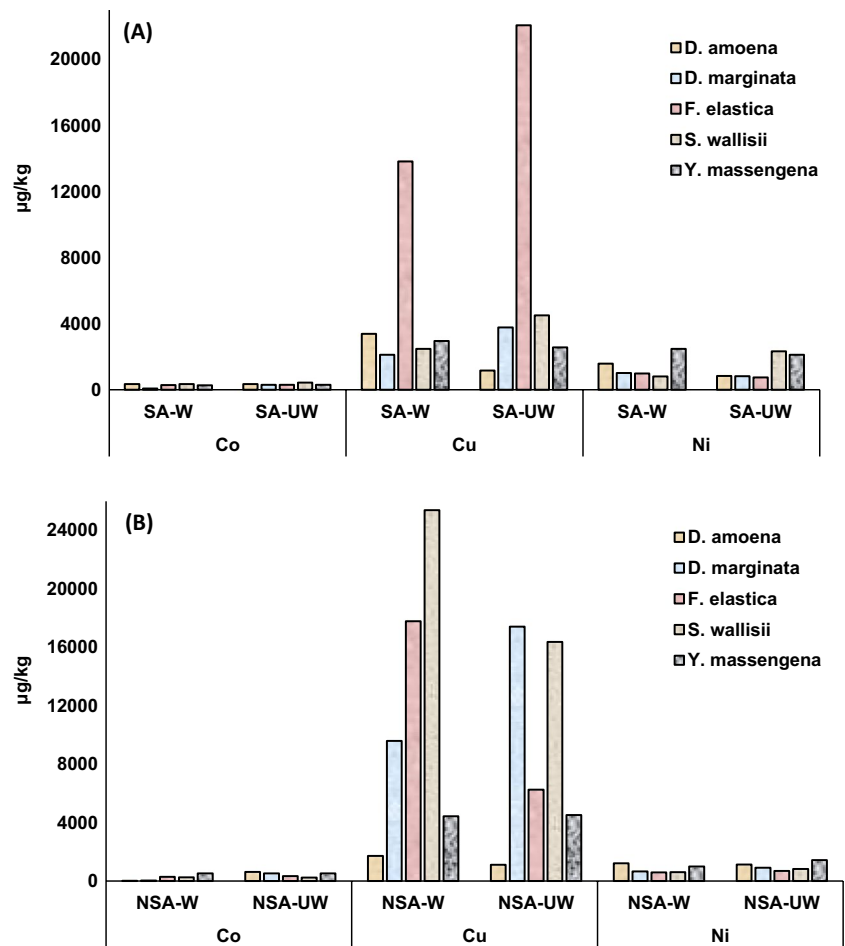 (A)
20000
16000
12000
8000
4000
0
µg/kg
D. amoena
D. marginata
F. elastica
S. wallisii
Y. massengena
SA-W SA-UW SA-W SA-UW SA-W SA-UW
Co Cu Ni
(B)
24000
20000
16000
12000
8000
4000
0
µg/kg
D. amoena
D. marginata
F. elastica
S. wallisii
Y. massengena
NSA-W NSA-UW NSA-W NSA-UW NSA-W NSA-UW
Co Cu Ni